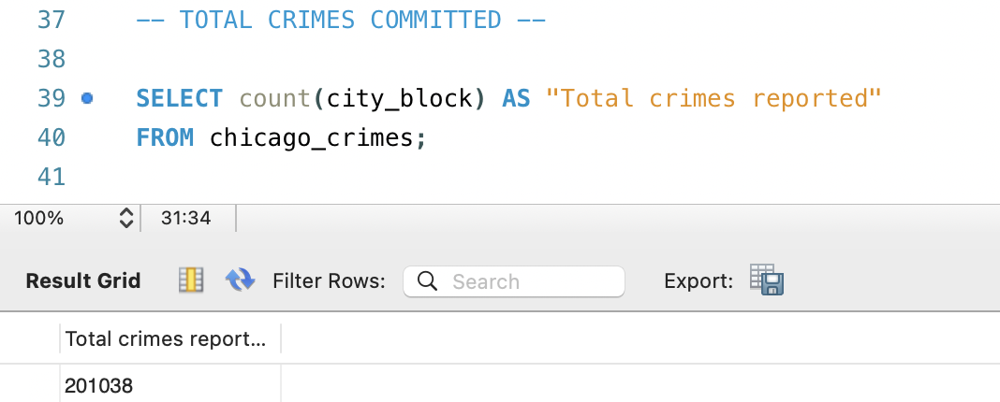 37 -- TOTAL CRIMES COMMITTED --
38
39 SELECT count(city_block) AS "Total crimes reported"
40 FROM chicago_crimes;
41
100% 31:34
Result Grid Filter Rows: Search Export:
Total crimes report...
201038